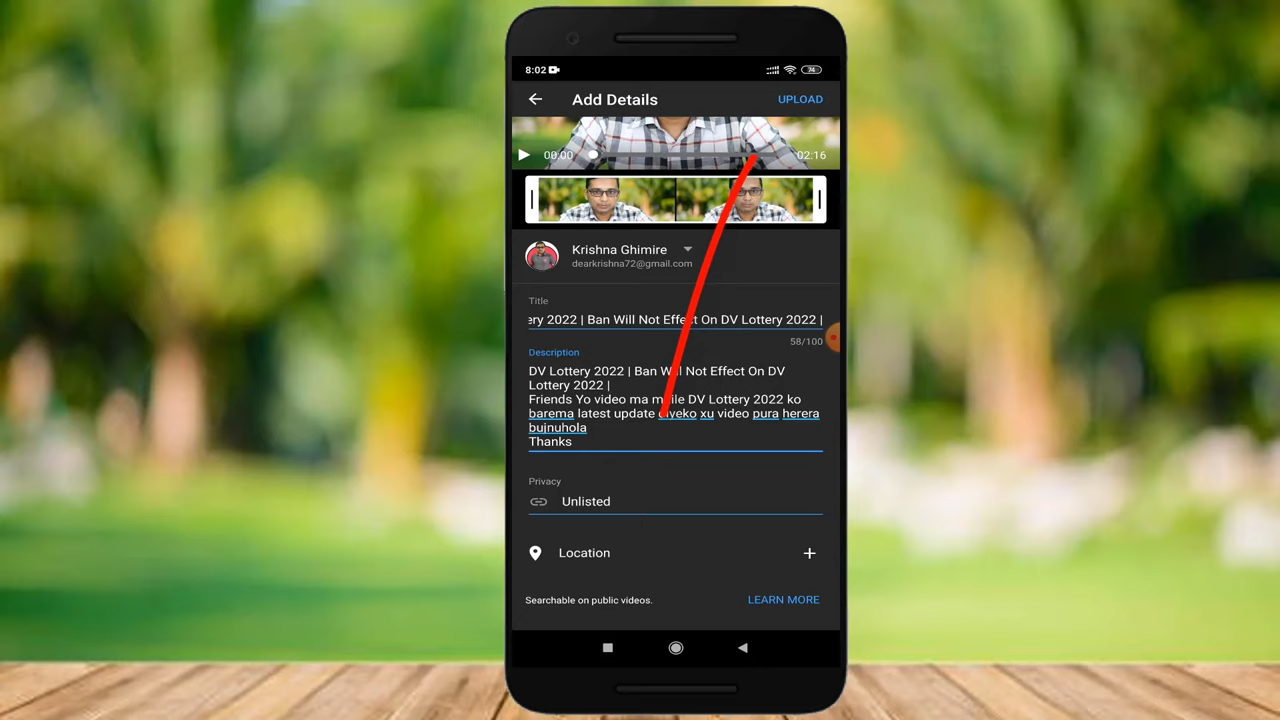 8:02
74
Add Details
UPLOAD
00:00
02:16
Krishna Ghimire
dearkrishna72@gmail.com
Title
ery 2022 | Ban Will Not Effect On DV Lottery 2022 |
58/100
Description
DV Lottery 2022 | Ban Will Not Effect On DV
Lottery 2022 |
Friends Yo video ma maile DV Lottery 2022 ko
barema latest update diyeko xu video pura herera
bujnuhola
Thanks
Privacy
Unlisted
Location
Searchable on public videos.
LEARN MORE